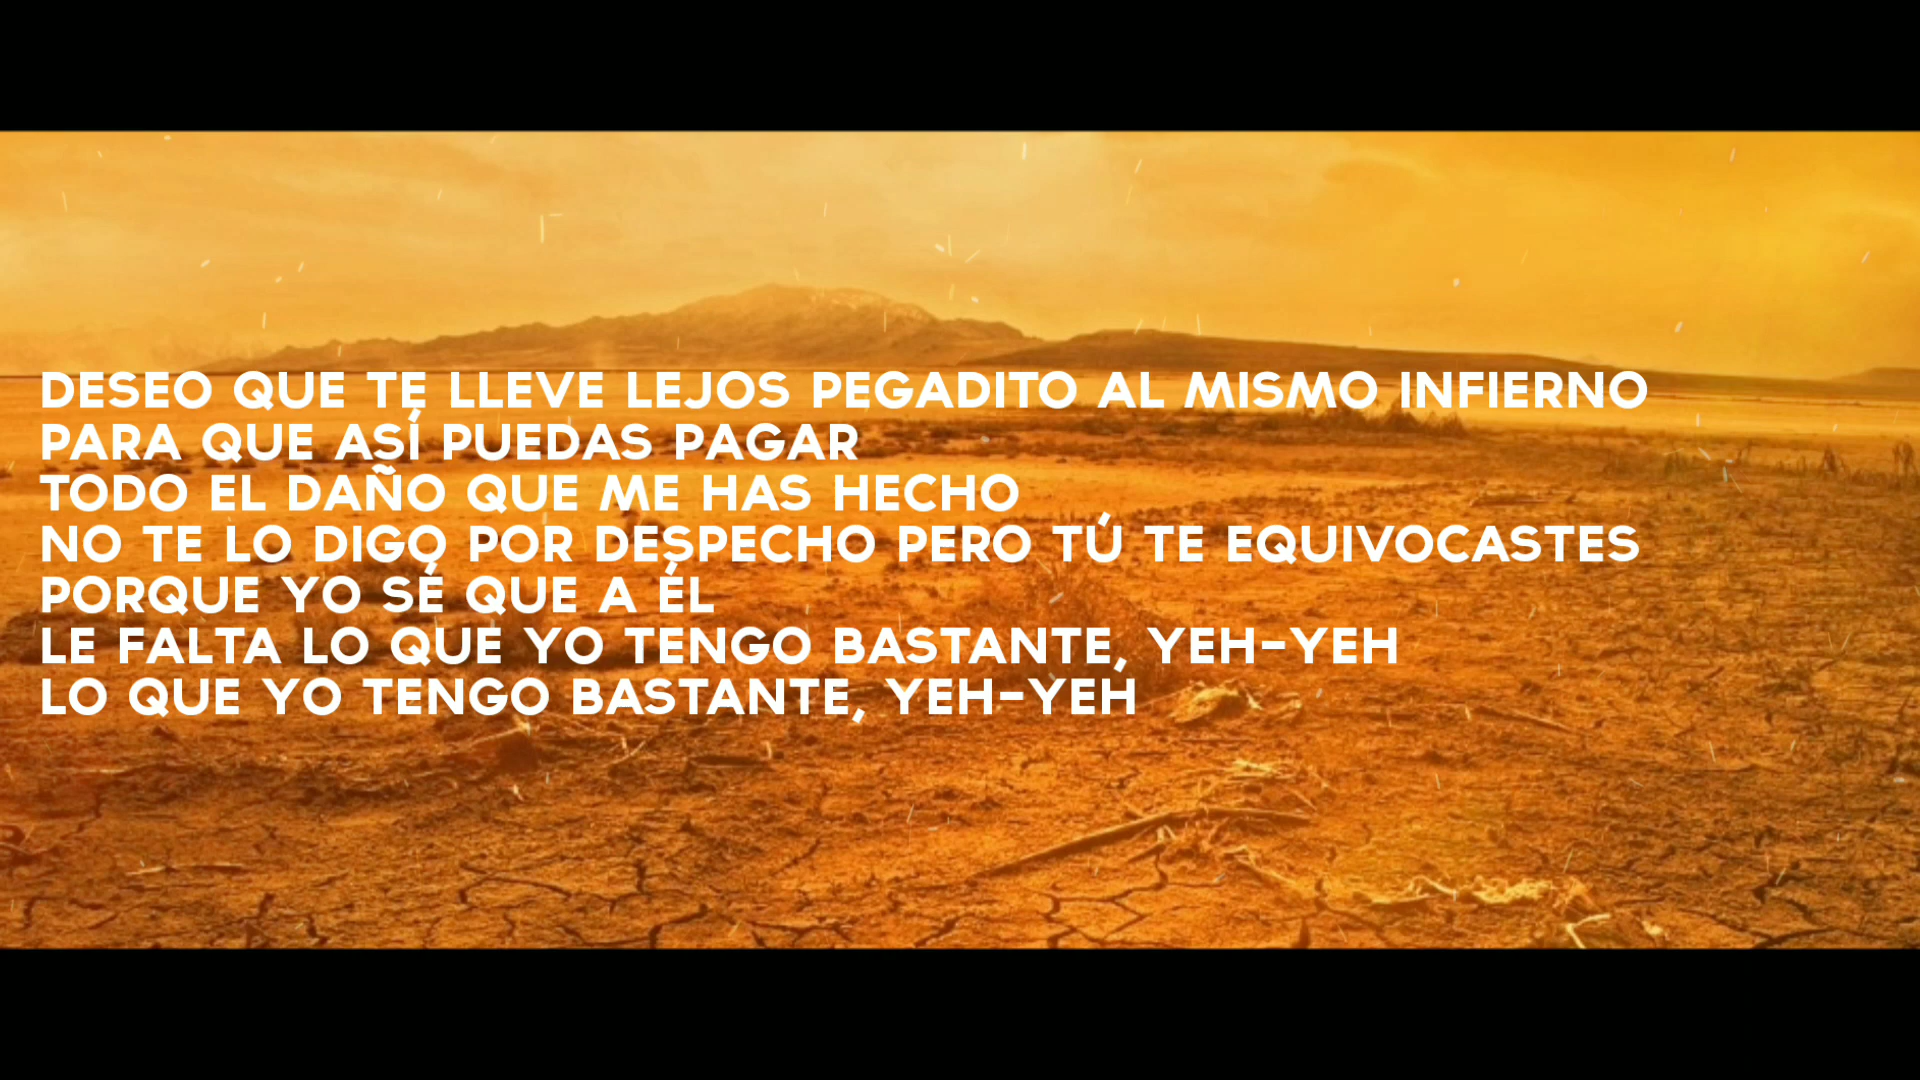 DESEO QUE TE LLEVE LEJOS PEGADITO AL MISMO INFIERNO
PARA QUE ASÍ PUEDAS PAGAR
TODO EL DAÑO QUE ME HAS HECHO
NO TE LO DIGO POR DESPECHO PERO TÚ TE EQUIVOCASTES
PORQUE YO SÉ QUE A ÉL
LE FALTA LO QUE YO TENGO BASTANTE, YEH-YEH
LO QUE YO TENGO BASTANTE, YEH-YEH